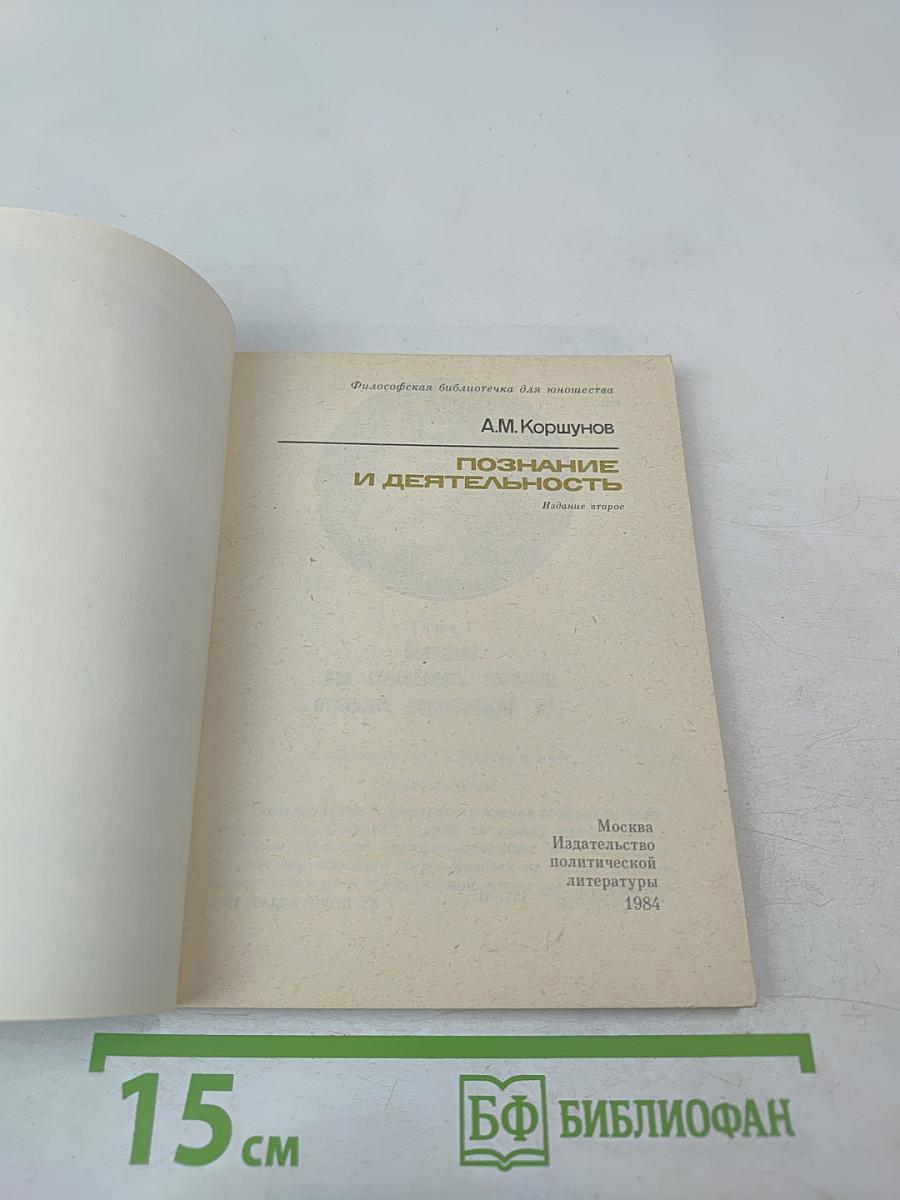 Философская библиотечка для юношества
А.М.Коршунов
ПОЗНАНИЕ
И ДЕЯТЕЛЬНОСТЬ
Издание второе
Москва
Издательство
политической
литературы
1984
15 см
БФ БИБЛИОФАН